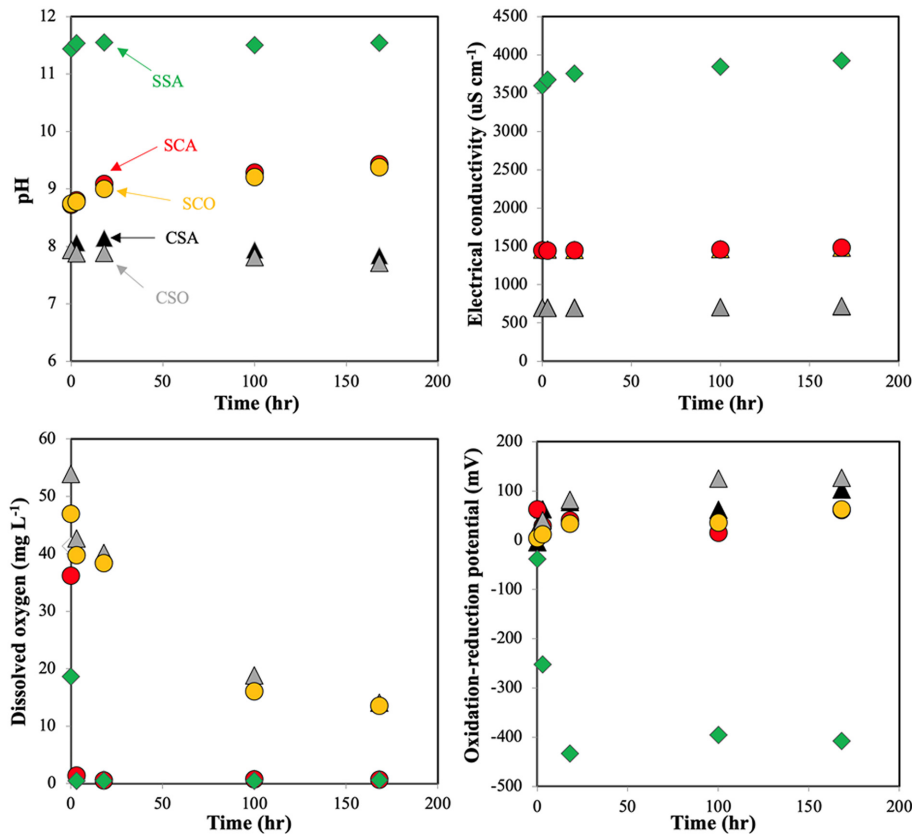 pH
12
11
10
9
8
7
6
SSA
SCA
SCO
CSA
CSO
0 50 100 150 200
Time (hr)
Electrical conductivity (uS cm⁻¹)
4500
4000
3500
3000
2500
2000
1500
1000
500
0
0 50 100 150 200
Time (hr)
Dissolved oxygen (mg L⁻¹)
60
50
40
30
20
10
0
0 50 100 150 200
Time (hr)
Oxidation-reduction potential (mV)
200
100
0
-100
-200
-300
-400
-500
0 50 100 150 200
Time (hr)